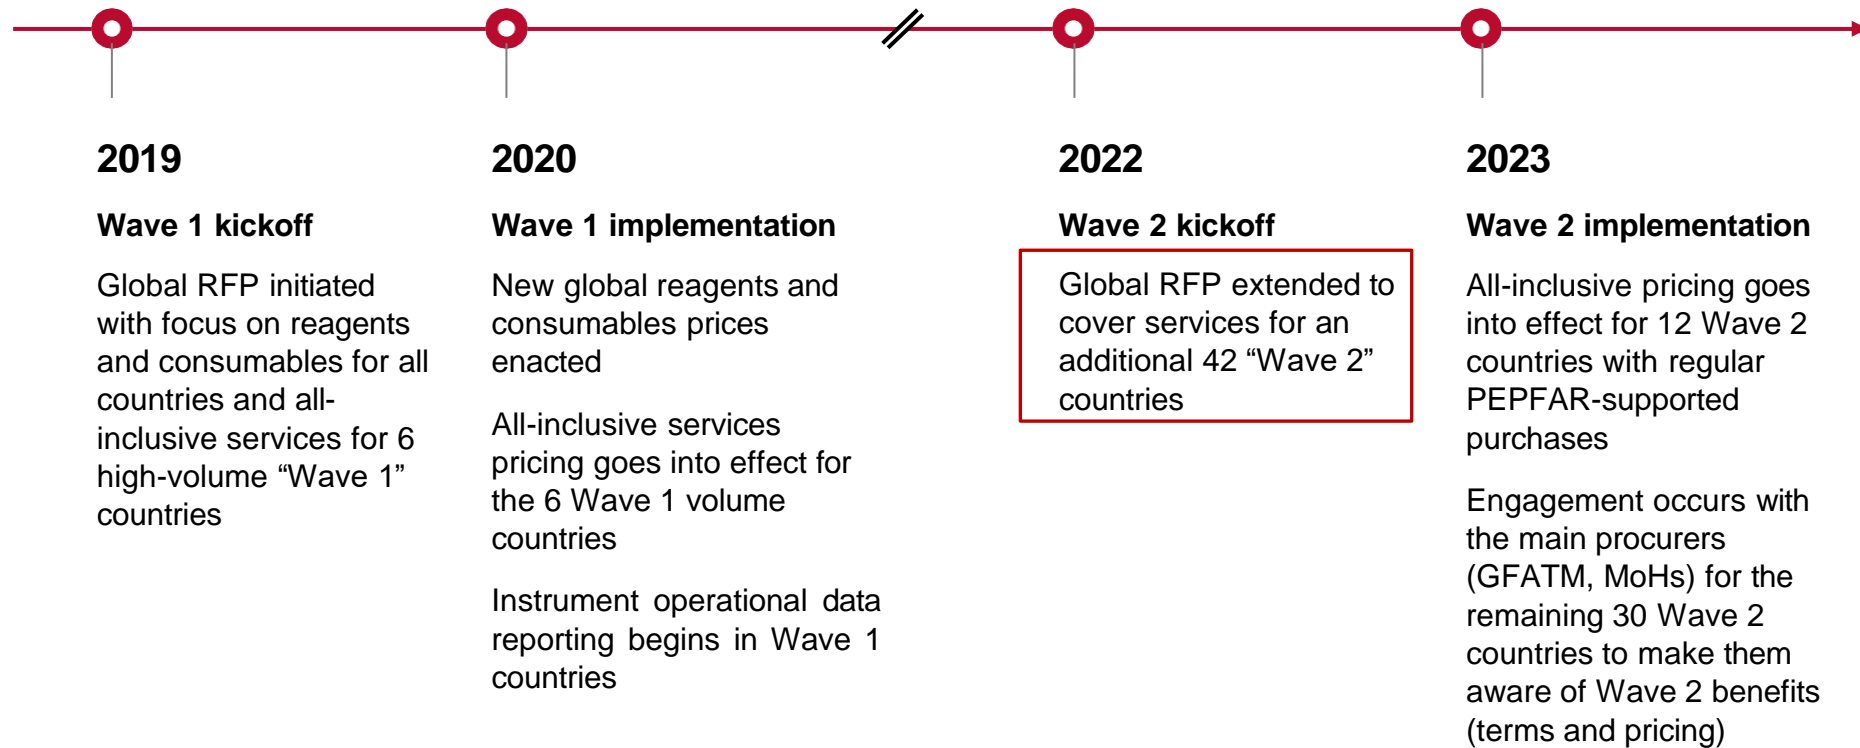 2019
Wave 1 kickoff
Global RFP initiated
with focus on reagents
and consumables for all
countries and all-
inclusive services for 6
high-volume “Wave 1”
countries
2020
Wave 1 implementation
New global reagents and
consumables prices
enacted
All-inclusive services
pricing goes into effect for
the 6 Wave 1 volume
countries
Instrument operational data
reporting begins in Wave 1
countries
2022
Wave 2 kickoff
Global RFP extended to
cover services for an
additional 42 “Wave 2”
countries
2023
Wave 2 implementation
All-inclusive pricing goes
into effect for 12 Wave 2
countries with regular
PEPFAR-supported
purchases
Engagement occurs with
the main procurers
(GFATM, MoHs) for the
remaining 30 Wave 2
countries to make them
aware of Wave 2 benefits
(terms and pricing)